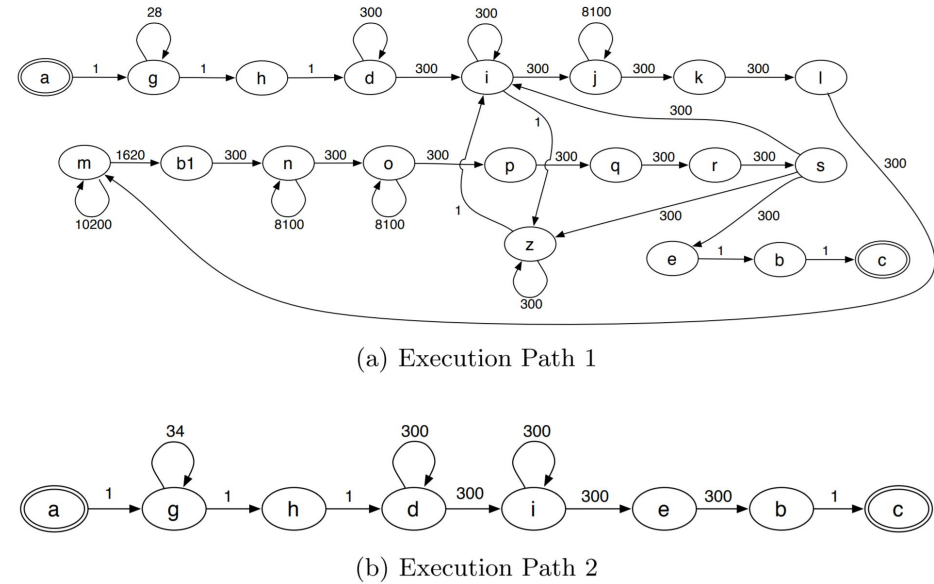 28 300 300 8100
a 1 g 1 h 1 d 300 i 300 j 300 k 300 l
300
1
m 1620 b1 300 n 300 o 300 p 300 q 300 r 300 s 300
10200 8100 8100
1 z 300 300
e 1 b 1 c
300
(a) Execution Path 1
34 300 300
a 1 g 1 h 1 d 300 i 300 e 300 b 1 c
(b) Execution Path 2